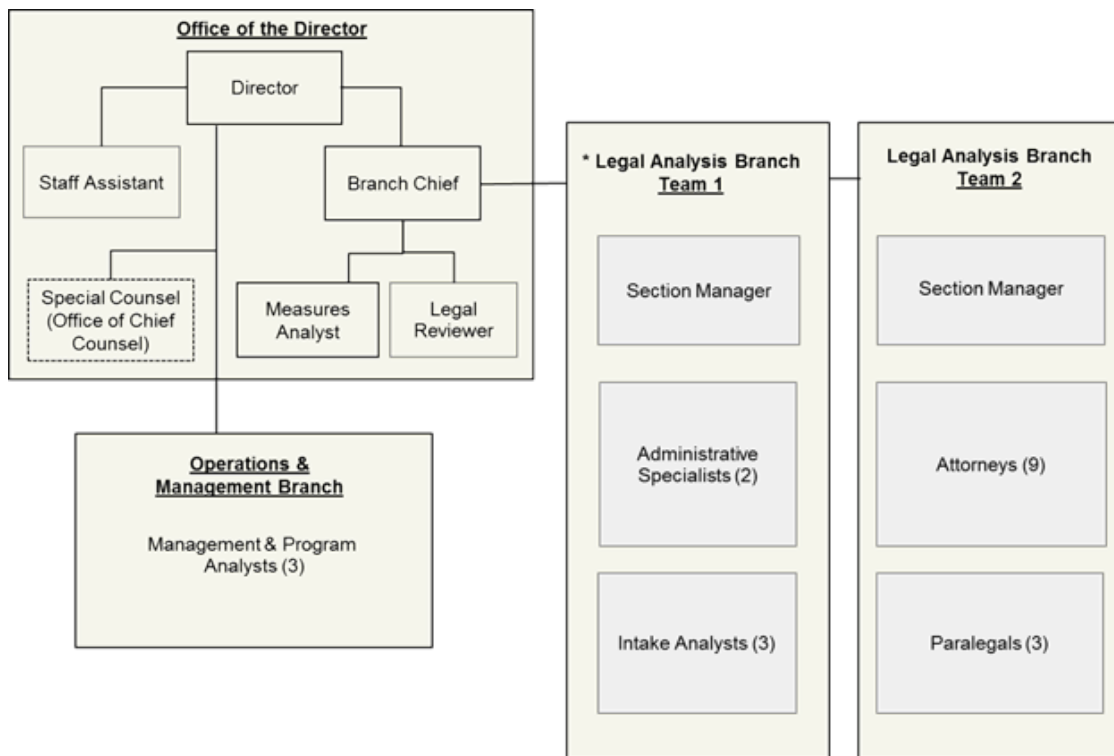 Office of the Director
Director
Staff Assistant
Branch Chief
Special Counsel
(Office of Chief
Counsel)
Measures
Analyst
Legal
Reviewer
Operations &
Management Branch
Management & Program
Analysts (3)
* Legal Analysis Branch
Team 1
Section Manager
Administrative
Specialists (2)
Intake Analysts (3)
Legal Analysis Branch
Team 2
Section Manager
Attorneys (9)
Paralegals (3)